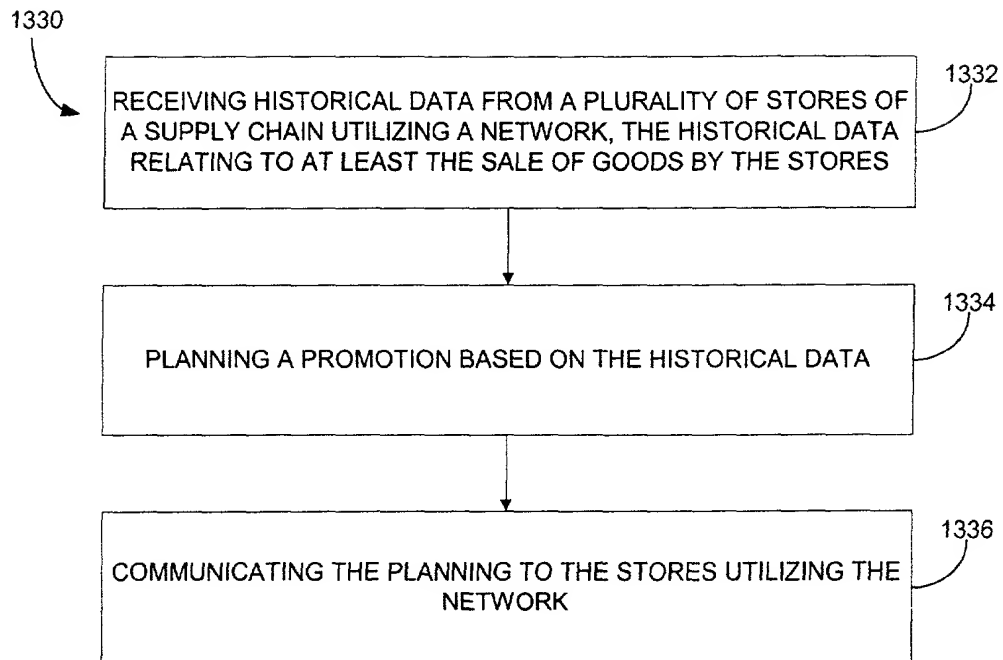 1330
1332
RECEIVING HISTORICAL DATA FROM A PLURALITY OF STORES OF
A SUPPLY CHAIN UTILIZING A NETWORK, THE HISTORICAL DATA
RELATING TO AT LEAST THE SALE OF GOODS BY THE STORES
1334
PLANNING A PROMOTION BASED ON THE HISTORICAL DATA
1336
COMMUNICATING THE PLANNING TO THE STORES UTILIZING THE
NETWORK